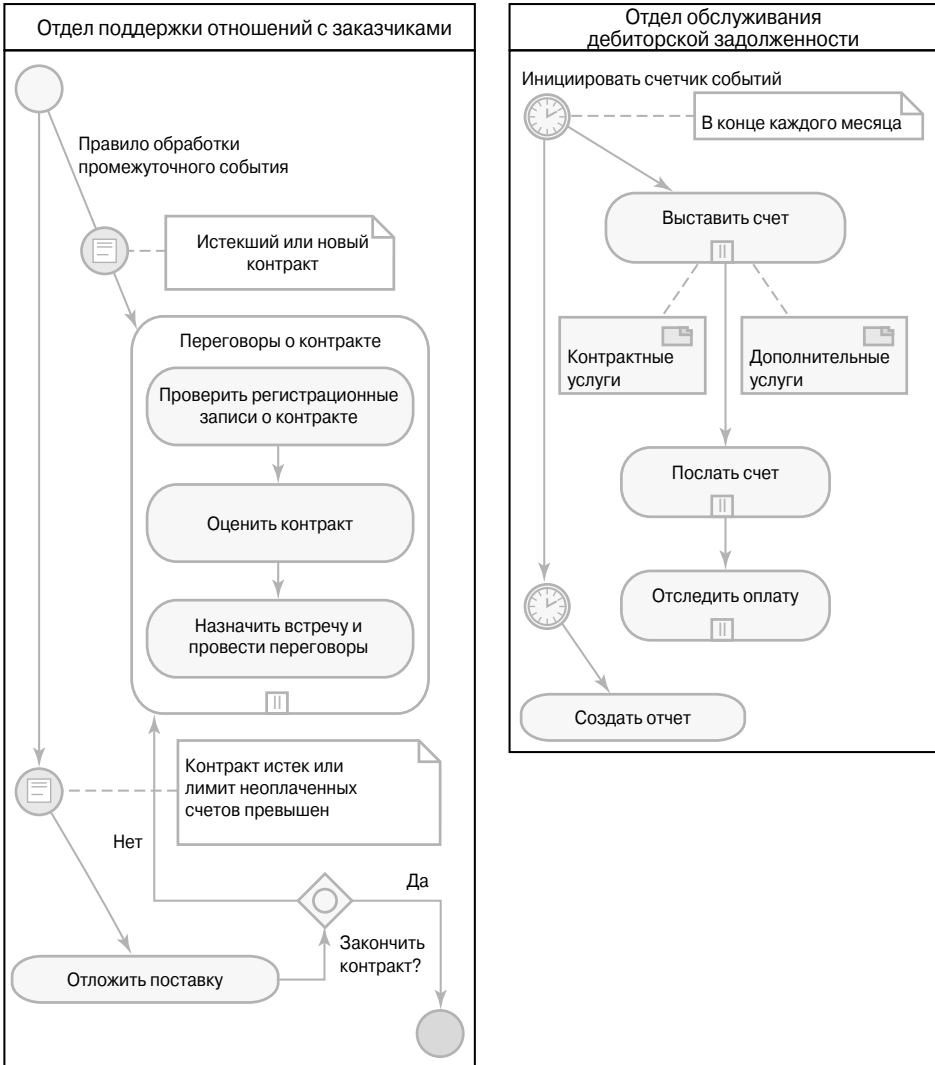 Отдел поддержки отношений с заказчиками
Правило обработки
промежуточного события
Истекший или новый
контракт
Переговоры о контракте
Проверить регистрационные
записи о контракте
Оценить контракт
Назначить встречу и
провести переговоры
Контракт истек или
лимит неоплаченных
счетов превышен
Нет
Да
Закончить
контракт?
Отложить поставку
Отдел обслуживания
дебиторской задолженности
Инициировать счетчик событий
В конце каждого месяца
Выставить счет
Контрактные
услуги
Дополнительные
услуги
Послать счет
Отследить оплату
Создать отчет